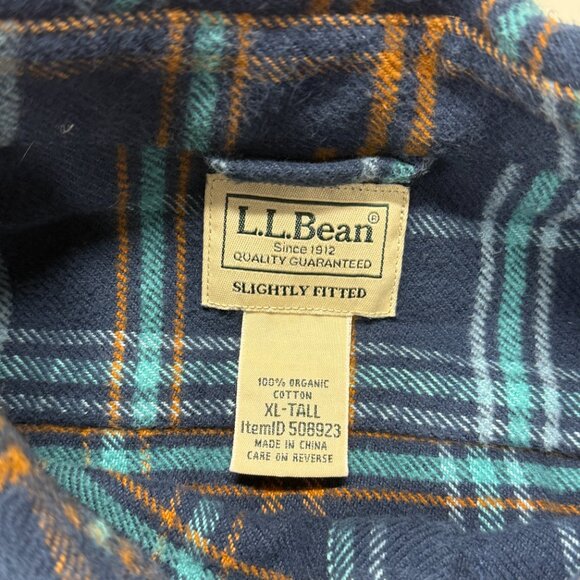 L.L.Bean®
Since 1912
QUALITY GUARANTEED
SLIGHTLY FITTED
100% ORGANIC
COTTON
XL-TALL
ItemID 508923
MADE IN CHINA
CARE ON REVERSE